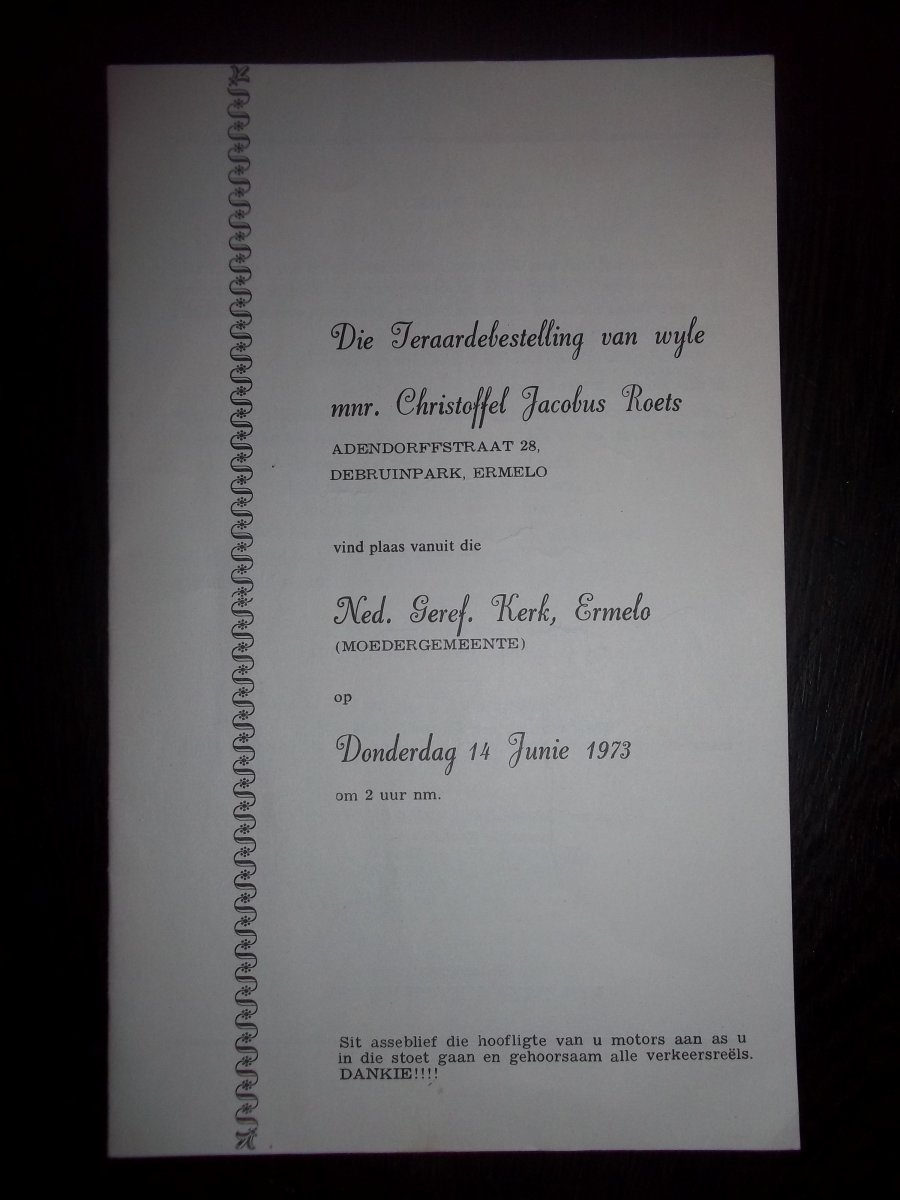 Die Teraardebestelling van wyle
mnr. Christoffel Jacobus Roets
ADENDORFFSTRAAT 28,
DEBRUINPARK, ERMELO
vind plaas vanuit die
Ned. Geref. Kerk, Ermelo
(MOEDERGEMEENTE)
op
Donderdag 14 Junie 1973
om 2 uur nm.
Sit asseblief die hoofligte van u motors aan as u
in die stoet gaan en gehoorsaam alle verkeersreëls.
DANKIE!!!!